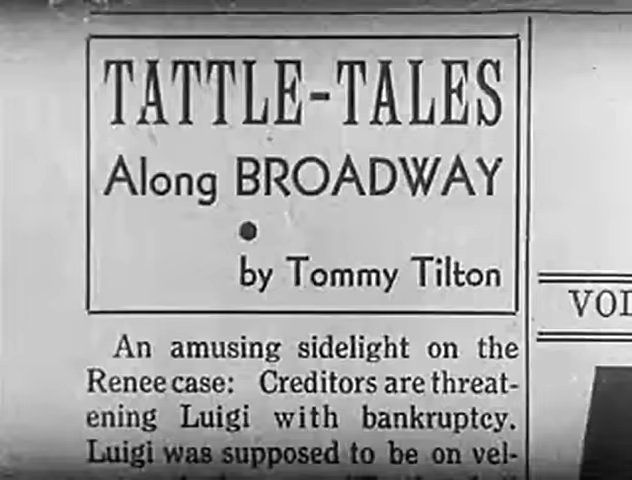 TATTLE-TALES
Along BROADWAY
by Tommy Tilton
An amusing sidelight on the
Renee case: Creditors are threat-
ening Luigi with bankruptcy.
Luigi was supposed to be on vel-
VOL